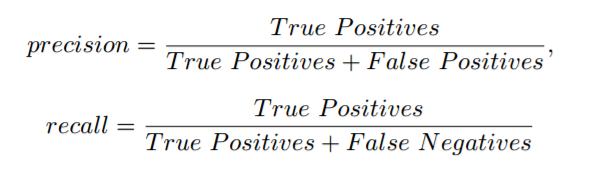 precision = True Positives / True Positives + False Positives,
recall = True Positives / True Positives + False Negatives